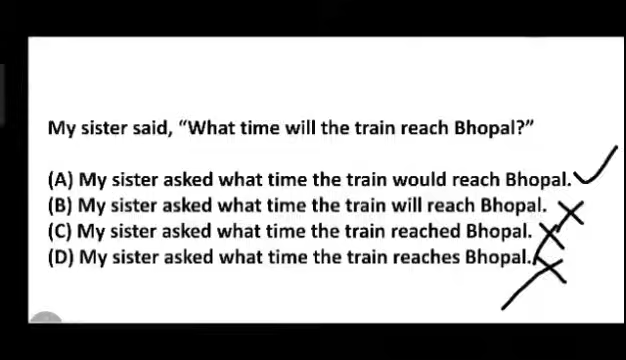 My sister said, “What time will the train reach Bhopal?”
(A) My sister asked what time the train would reach Bhopal.
(B) My sister asked what time the train will reach Bhopal.
(C) My sister asked what time the train reached Bhopal.
(D) My sister asked what time the train reaches Bhopal.